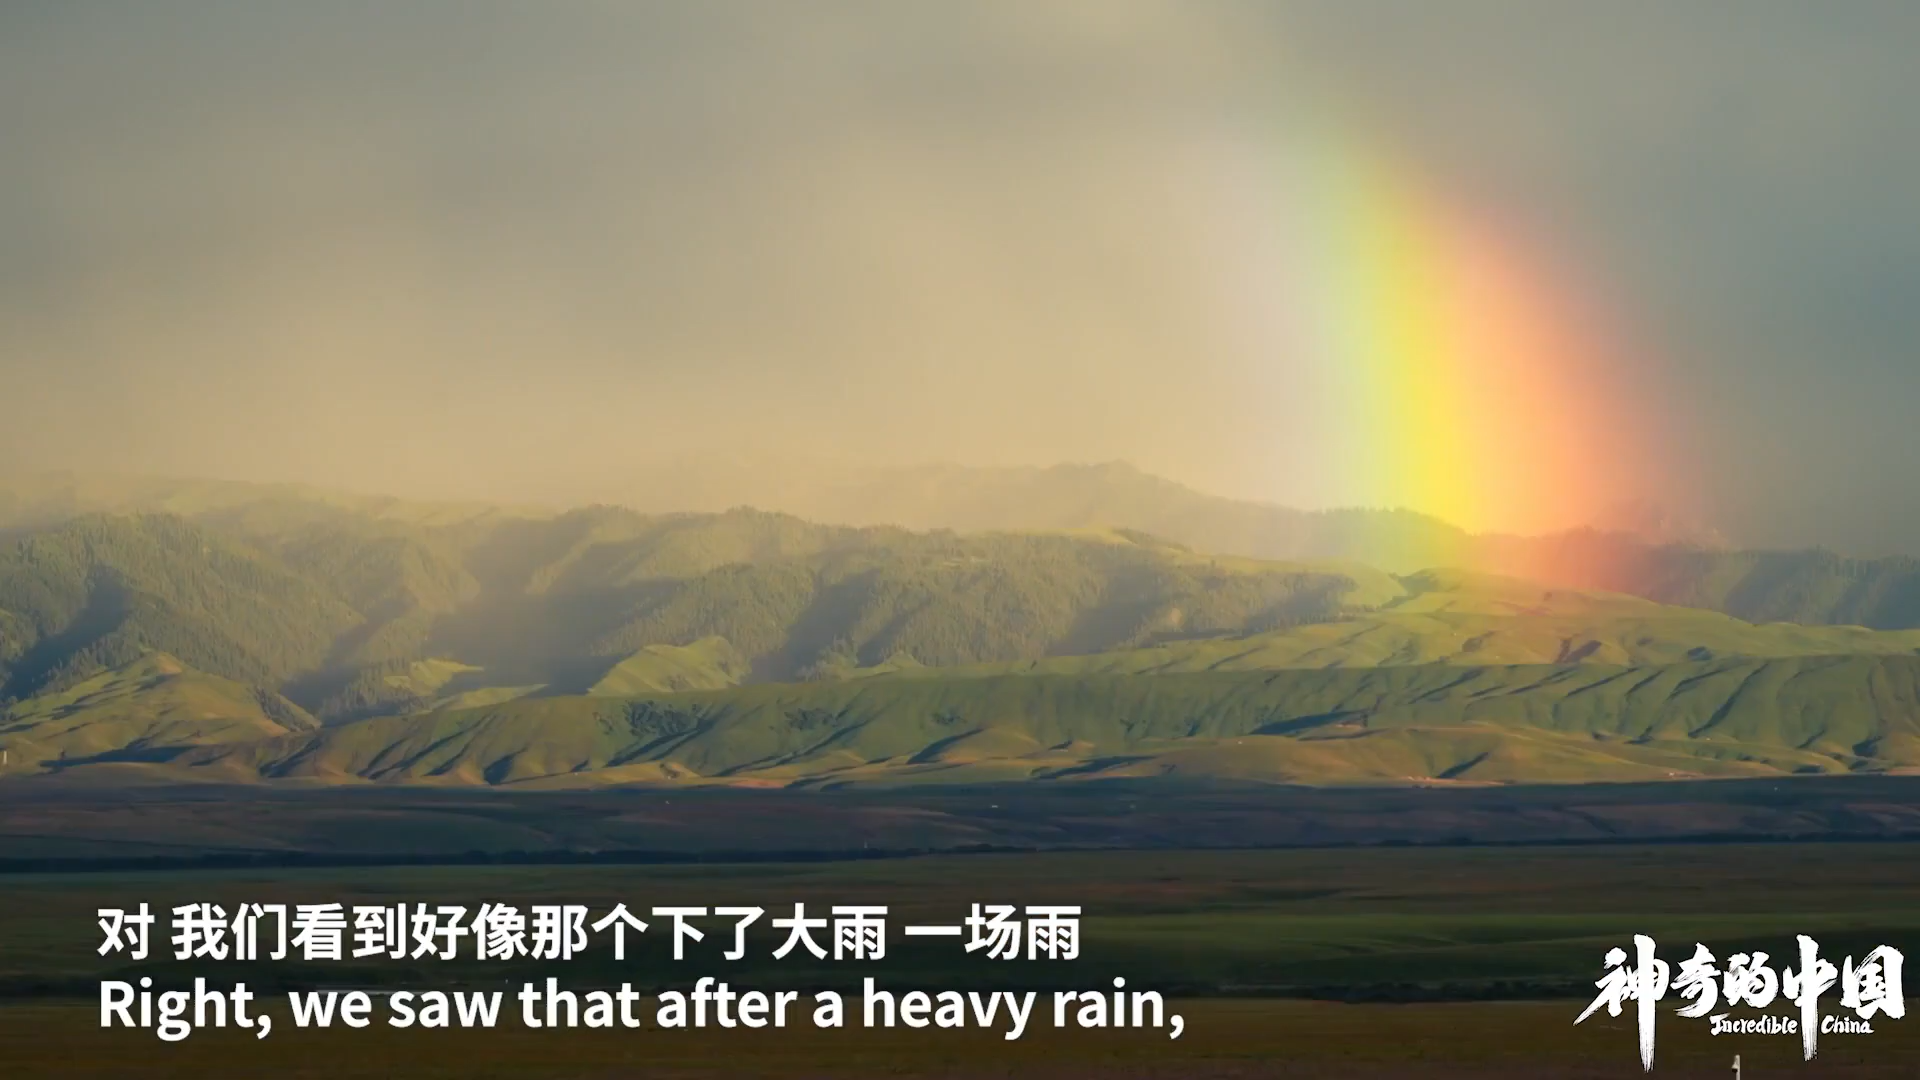 对 我们看到好像那个下了大雨 一场雨
Right, we saw that after a heavy rain,
神奇的中国
Incredible China